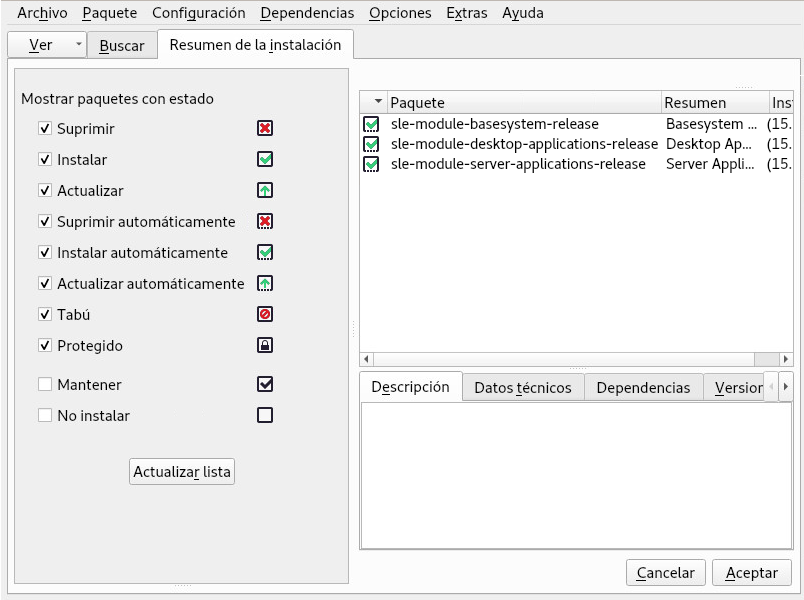 Archivo Paquete Configuración Dependencias Opciones Extras Ayuda
Ver Buscar Resumen de la instalación
Mostrar paquetes con estado
Suprimir
Instalar
Actualizar
Suprimir automáticamente
Instalar automáticamente
Actualizar automáticamente
Tabú
Protegido
Mantener
No instalar
Actualizar lista
Paquete Resumen Inst
sle-module-basesystem-release Basesystem ... (15.
sle-module-desktop-applications-release Desktop Ap... (15.
sle-module-server-applications-release Server Appli... (15.
Descripción Datos técnicos Dependencias Version
Cancelar Aceptar